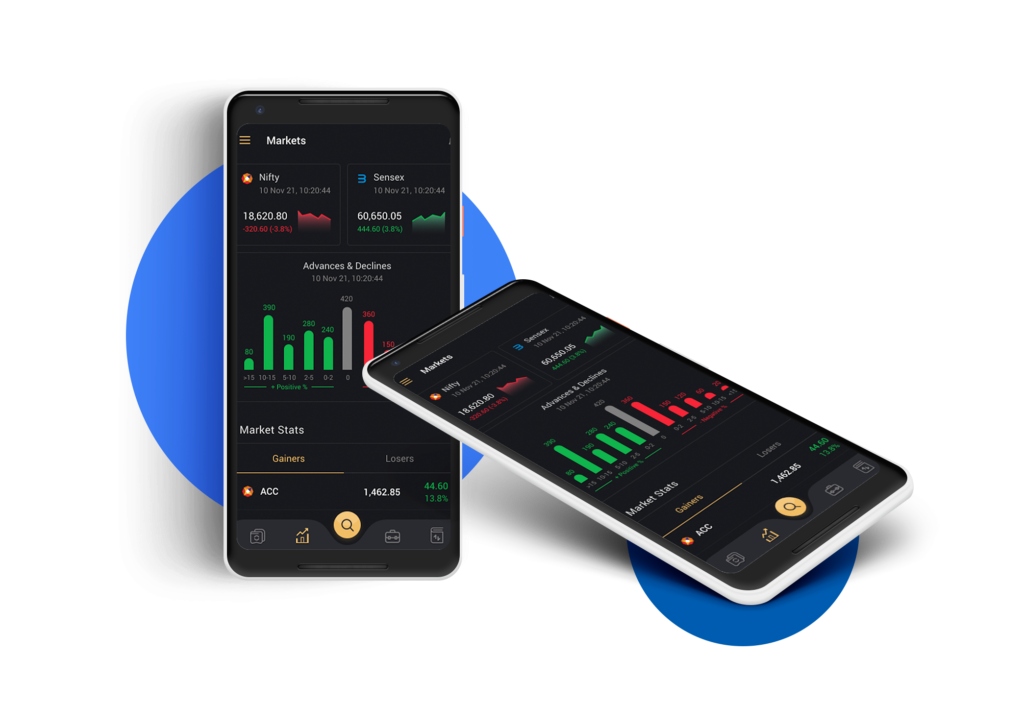 Markets
Nifty
10 Nov 21, 10:20:44
18,620.80
-320.60 (-3.8%)
Sensex
10 Nov 21, 10:20:44
60,650.05
444.60 (3.8%)
Advances & Declines
10 Nov 21, 10:20:44
80 390 190 280 240 420 360 150
>15 10-15 5-10 2-5 0-2 0
+ Positive %
Market Stats
Gainers Losers
ACC 1,462.85 44.60
13.8%
Markets
Nifty
10 Nov 21, 10:20:44
18,620.80
-320.60 (-3.8%)
Sensex
10 Nov 21, 10:20:44
60,650.05
444.60 (3.8%)
Advances & Declines
10 Nov 21, 10:20:44
80 390 190 280 240 420 360 190 120
>15 10-15 5-10 2-5 0-2 0 0-2 2-5 5-10 10-15 >15
+ Positive %
- Negative %
Market Stats
Gainers Losers
ACC 1,462.85 44.60
13.8%